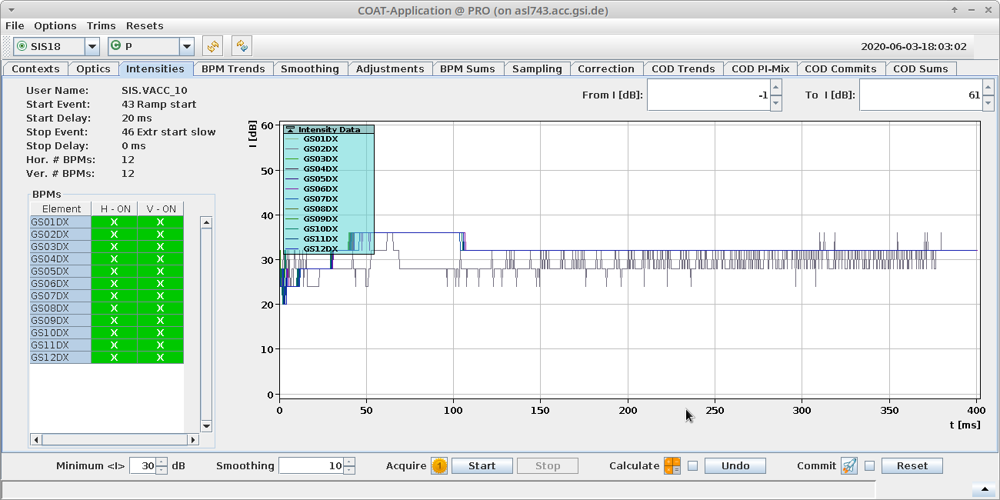 COAT-Application @ PRO (on asl743.acc.gsi.de)
File Options Trims Resets
SIS18 P 2020-06-03-18:03:02
Contexts Optics Intensities BPM Trends Smoothing Adjustments BPM Sums Sampling Correction COD Trends COD PI-Mix COD Commits COD Sums
User Name: SIS.VACC_10
Start Event: 43 Ramp start
Start Delay: 20 ms
Stop Event: 46 Extr start slow
Stop Delay: 0 ms
Hor. # BPMs: 12
Ver. # BPMs: 12
BPMs
Element H - ON V - ON
GS01DX X X
GS02DX X X
GS03DX X X
GS04DX X X
GS05DX X X
GS06DX X X
GS07DX X X
GS08DX X X
GS09DX X X
GS10DX X X
GS11DX X X
GS12DX X X
From I [dB]: -1 To I [dB]: 61
I [dB]
60
50
40
30
20
10
0
Intensity Data
GS01DX
GS02DX
GS03DX
GS04DX
GS05DX
GS06DX
GS07DX
GS08DX
GS09DX
GS10DX
GS11DX
GS12DX
0 50 100 150 200 250 300 350 400
t [ms]
Minimum <I> 30 dB Smoothing 10 Acquire 1 Start Stop Calculate Undo Commit Reset